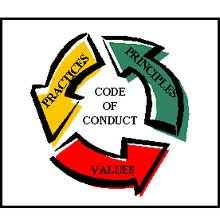 PRACTICES
PRINCIPLES
CODE
OF
CONDUCT
VALUES